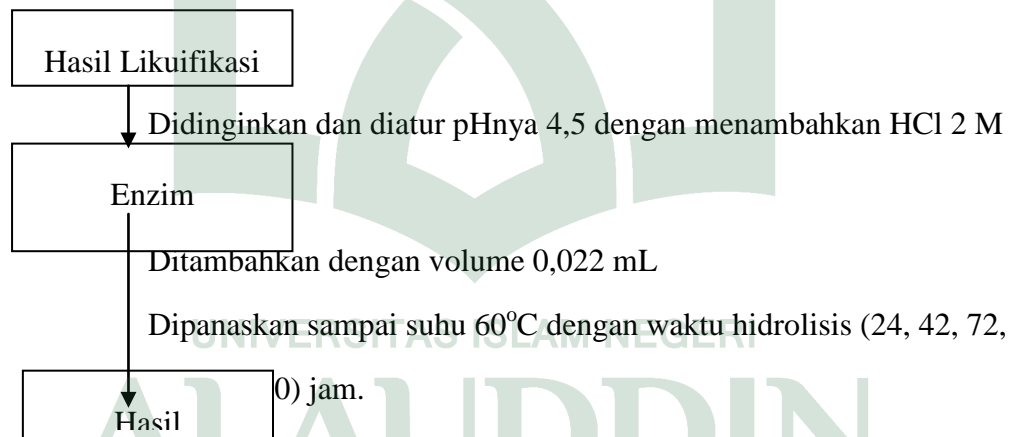 Hasil Likuifikasi
Didinginkan dan diatur pHnya 4,5 dengan menambahkan HCl 2 M
Enzim
Ditambahkan dengan volume 0,022 mL
Dipanaskan sampai suhu 60°C dengan waktu hidrolisis (24, 42, 72,
0) jam.
Hasil
UNIVERSITAS ISLAM NEGERI
ALAUDDIN